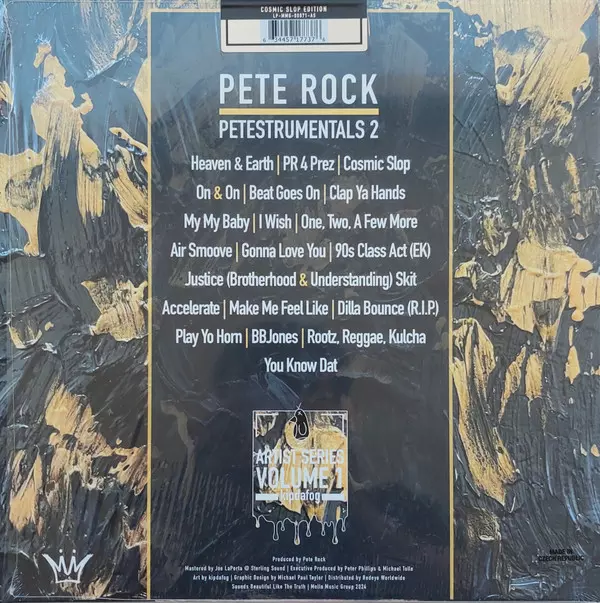 COSMIC SLOP EDITION
LP-MMG-00071-AS
6 34457 17737 6
PETE ROCK
PETESTRUMENTALS 2
Heaven & Earth | PR 4 Prez | Cosmic Slop
On & On | Beat Goes On | Clap Ya Hands
My My Baby | I Wish | One, Two, A Few More
Air Smoove | Gonna Love You | 90s Class Act (EK)
Justice (Brotherhood & Understanding) Skit
Accelerate | Make Me Feel Like | Dilla Bounce (R.I.P.)
Play Yo Horn | BBJones | Rootz, Reggae, Kulcha
You Know Dat
ARTIST SERIES
VOLUME 1
kipdafog
Produced by Pete Rock
Mastered by Joe LaPorta @ Sterling Sound | Executive Produced by Peter Phillips & Michael Tolle
Art by kipdafog | Graphic Design by Michael Paul Taylor | Distributed by Redeye Worldwide
Sounds Beautiful Like The Truth | Mello Music Group 2024
MADE IN
CZECH REPUBLIC